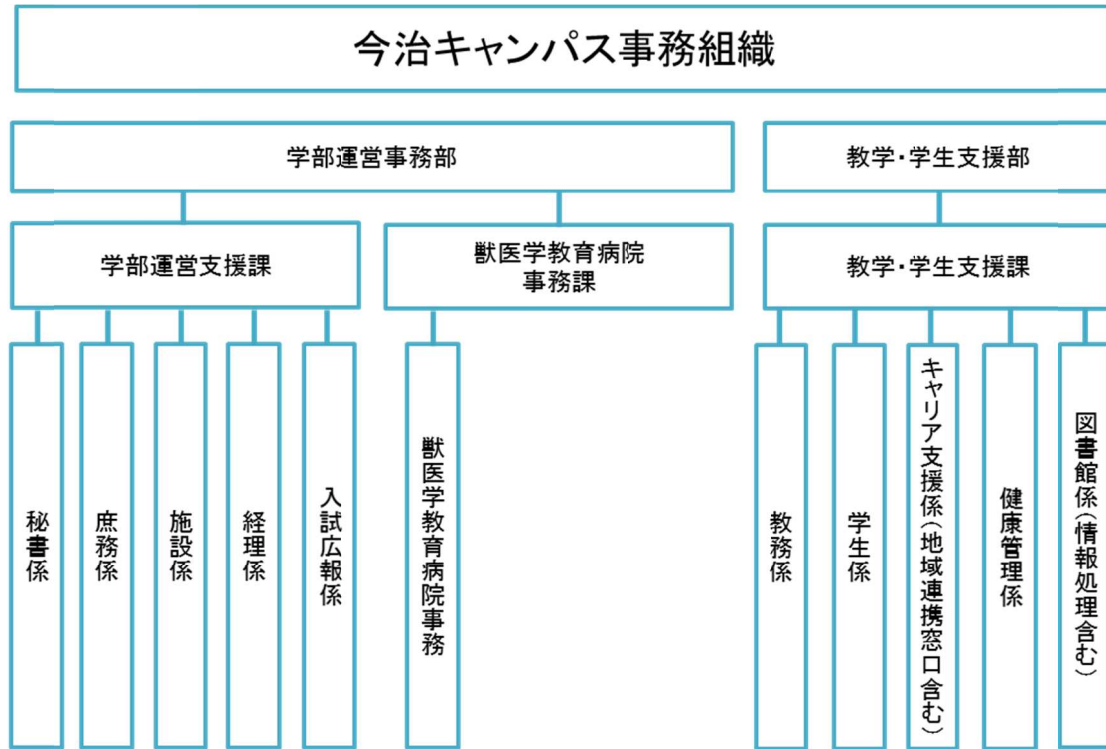 今治キャンパス事務組織
学部運営事務部
教学・学生支援部
学部運営支援課
獣医学教育病院
事務課
教学・学生支援課
秘書係
庶務係
施設係
経理係
入試広報係
獣医学教育病院事務
教務係
学生係
キャリア支援係(地域連携窓口含む)
健康管理係
図書館係(情報処理含む)